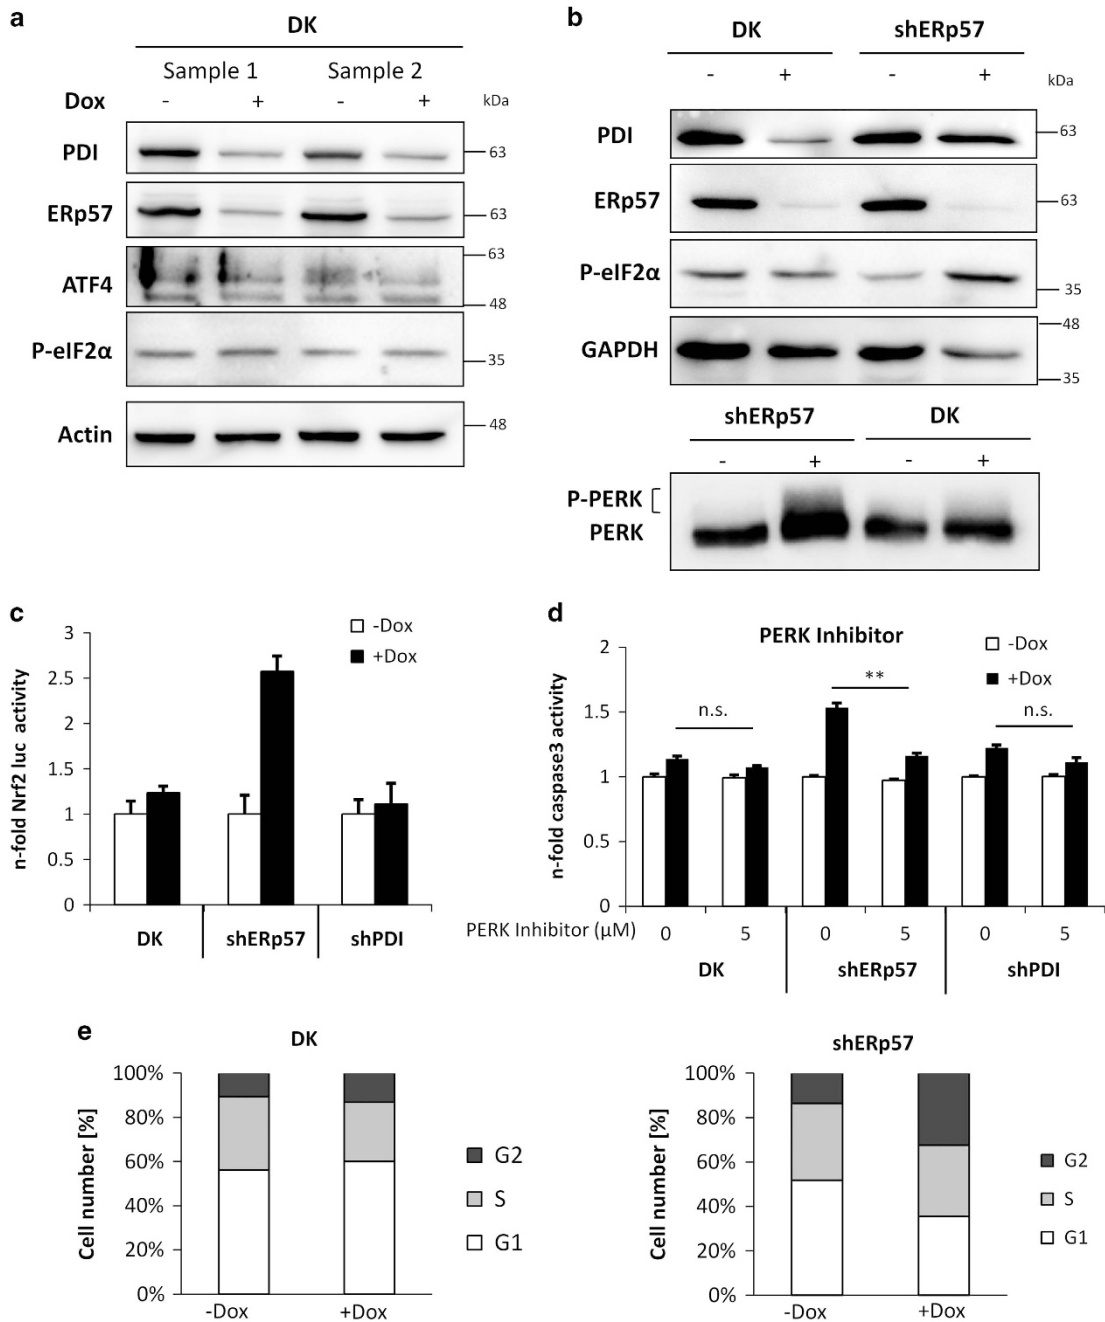 a
DK
Sample 1 Sample 2
Dox - + - + kDa
PDI 63
ERp57 63
ATF4 63
48
P-eIF2α 35
Actin 48
b
DK shERp57
- + - + kDa
PDI 63
ERp57 63
P-eIF2α 35
GAPDH 48
35
shERp57 DK
- + - +
P-PERK
PERK
c
n-fold Nrf2 luc activity
3
2.5
2
1.5
1
0.5
0
-Dox
+Dox
DK shERp57 shPDI
d
PERK Inhibitor
n-fold caspase3 activity
2
1.5
1
0.5
0
-Dox
+Dox
n.s. ** n.s.
PERK Inhibitor (μM) 0 5 0 5 0 5
DK shERp57 shPDI
e
DK
Cell number [%]
100%
80%
60%
40%
20%
0%
-Dox +Dox
G2
S
G1
shERp57
Cell number [%]
100%
80%
60%
40%
20%
0%
-Dox +Dox
G2
S
G1